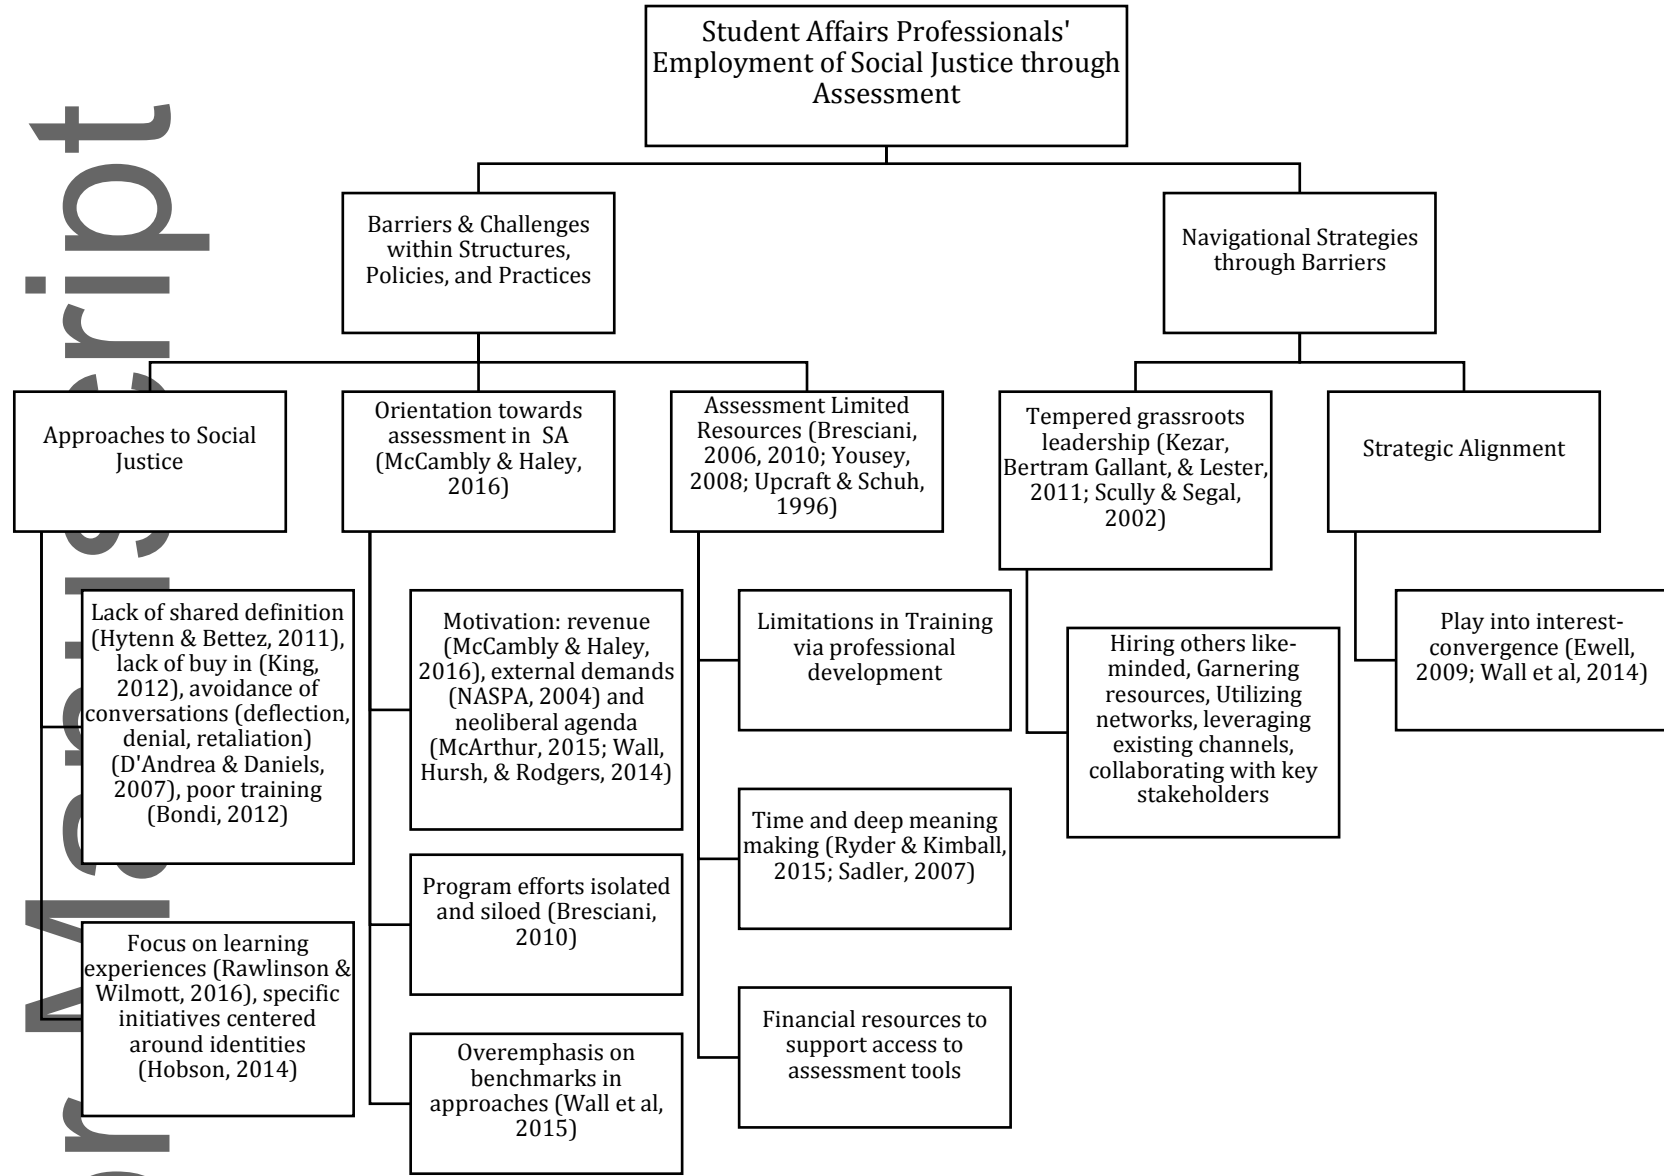 Student Affairs Professionals'
Employment of Social Justice through
Assessment
Barriers & Challenges
within Structures,
Policies, and Practices
Navigational Strategies
through Barriers
Approaches to Social
Justice
Orientation towards
assessment in SA
(McCambly & Haley,
2016)
Assessment Limited
Resources (Bresciani,
2006, 2010; Yousey,
2008; Upcraft & Schuh,
1996)
Tempered grassroots
leadership (Kezar,
Bertram Gallant, & Lester,
2011; Scully & Segal,
2002)
Strategic Alignment
Lack of shared definition
(Hytenn & Bettez, 2011),
lack of buy in (King,
2012), avoidance of
conversations (deflection,
denial, retaliation)
(D'Andrea & Daniels,
2007), poor training
(Bondi, 2012)
Focus on learning
experiences (Rawlinson &
Wilmott, 2016), specific
initiatives centered
around identities
(Hobson, 2014)
Motivation: revenue
(McCambly & Haley,
2016), external demands
(NASPA, 2004) and
neoliberal agenda
(McArthur, 2015; Wall,
Hursh, & Rodgers, 2014)
Program efforts isolated
and siloed (Bresciani,
2010)
Overemphasis on
benchmarks in
approaches (Wall et al,
2015)
Limitations in Training
via professional
development
Time and deep meaning
making (Ryder & Kimball,
2015; Sadler, 2007)
Financial resources to
support access to
assessment tools
Hiring others like-
minded, Garnering
resources, Utilizing
networks, leveraging
existing channels,
collaborating with key
stakeholders
Play into interest-
convergence (Ewell,
2009; Wall et al, 2014)